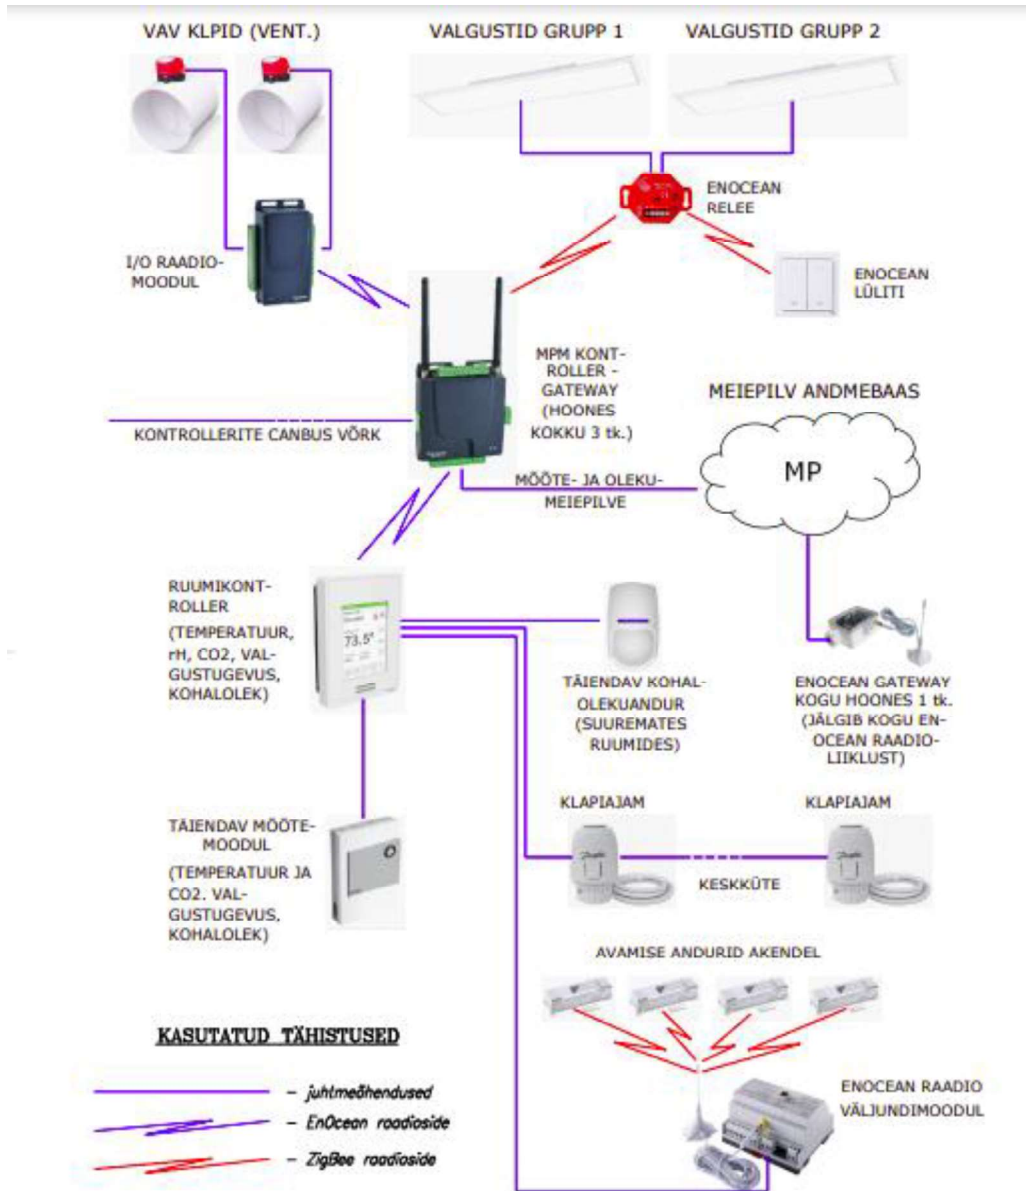 VAV KLPID (VENT.)
VALGUSTID GRUPP 1
VALGUSTID GRUPP 2
ENOCEAN
RELEE
I/O RAADIO-
MOODUL
ENOCEAN
LÜLITI
MPM KONT-
ROLLER -
GATEWAY
(HOONES
KOKKU 3 tk.)
MEIEPILV ANDMEBAAS
KONTROLLERITE CANBUS VÕRK
MP
MÕÕTE- JA OLEKU-
MEIEPILVE
RUUMIKONT-
ROLLER
(TEMPERATUUR,
rH, CO2, VAL-
GUSTUGEVUS,
KOHALOLEK)
73.5°
TÄIENDAV KOHAL-
OLEKUANDUR
(SUUREMATES
RUUMIDES)
ENOCEAN GATEWAY
KOGU HOONES 1 tk.
(JÄLGIB KOGU EN-
OCEAN RAADIO-
LIIKLUST)
TÄIENDAV MÕÕTE-
MOODUL
(TEMPERATUUR JA
CO2. VAL-
GUSTUGEVUS,
KOHALOLEK)
KLAPIAJAM
KLAPIAJAM
Danfoss
Danfoss
KESKKÜTE
AVAMISE ANDURID AKENDEL
ENOCEAN RAADIO
VÄLJUNDIMOODUL
KASUTATUD TÄHISTUSED
– juhtmeõhendused
– EnOcean raadioside
– ZigBee raadioside